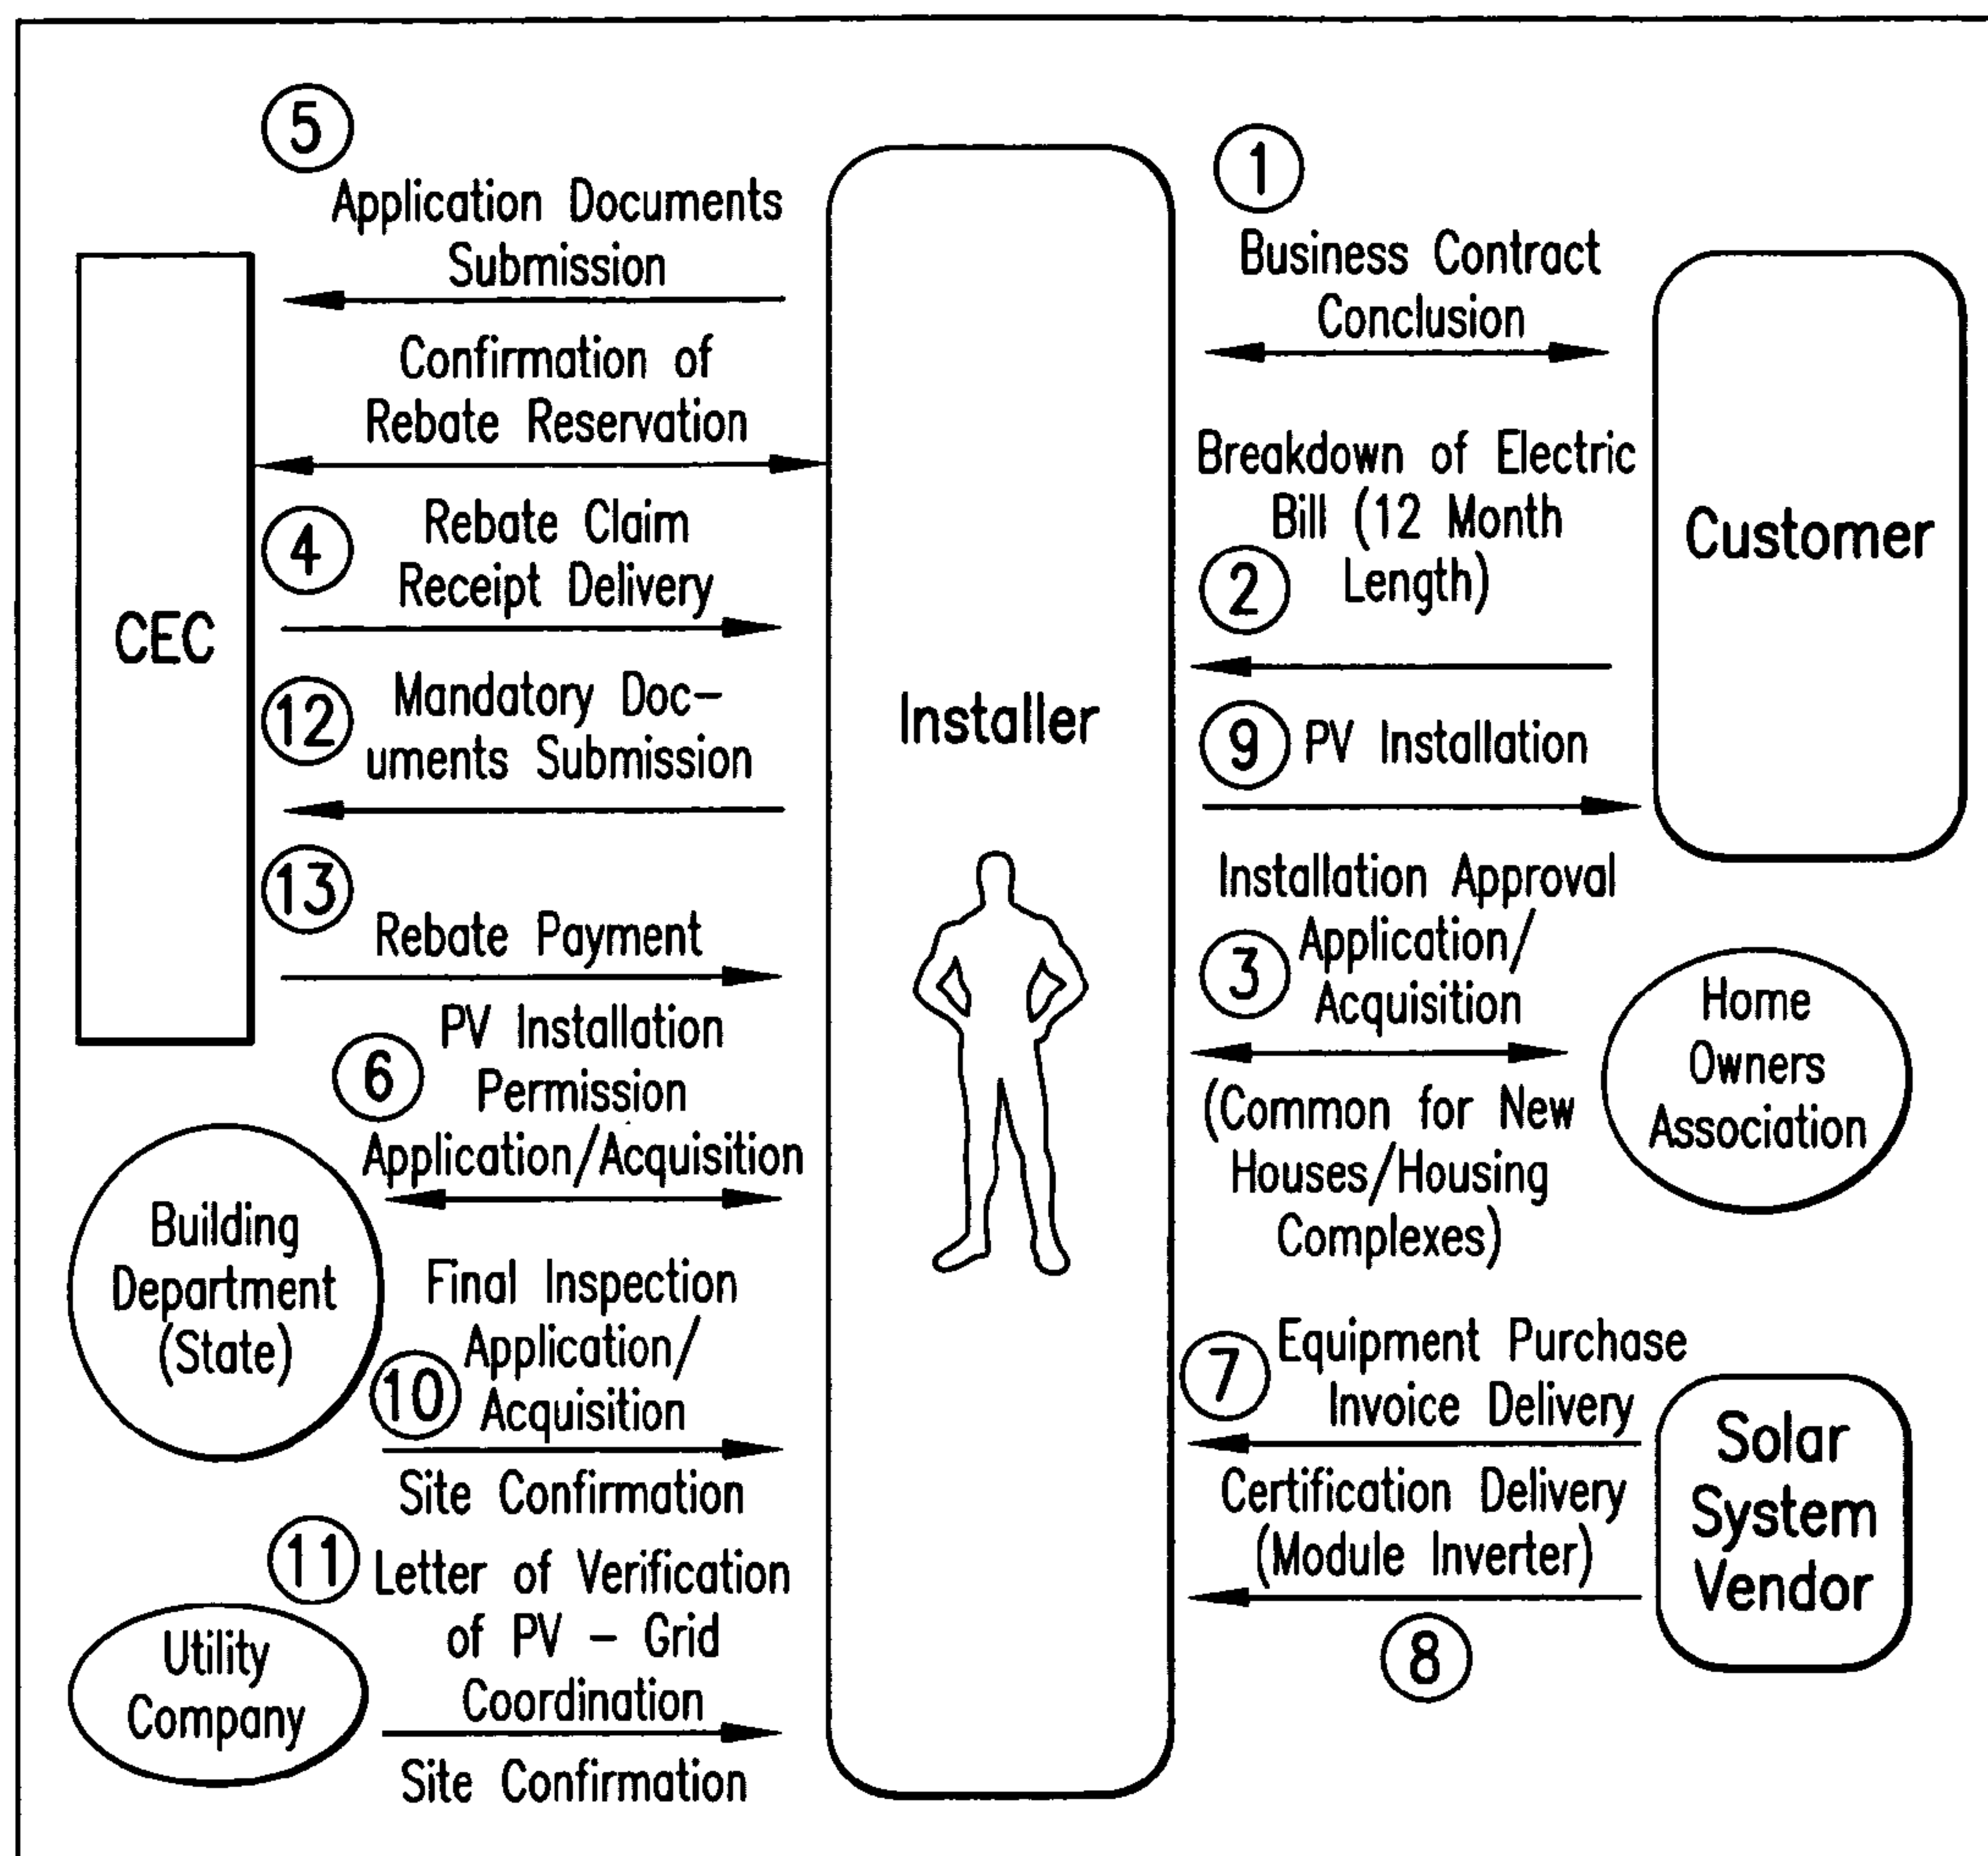 5
Application Documents
Submission
Confirmation of
Rebate Reservation
4
Rebate Claim
Receipt Delivery
CEC
12
Mandatory Doc-
uments Submission
13
Rebate Payment
6
PV Installation
Permission
Application/Acquisition
Building
Department
(State)
Final Inspection
Application/
10
Acquisition
Site Confirmation
11
Letter of Verification
of PV – Grid
Coordination
Utility
Company
Site Confirmation
Installer
1
Business Contract
Conclusion
Breakdown of Electric
Bill (12 Month
2
Length)
Customer
9
PV Installation
Installation Approval
Application/
3
Acquisition
(Common for New
Houses/Housing
Complexes)
Home
Owners
Association
7
Equipment Purchase
Invoice Delivery
Certification Delivery
(Module Inverter)
8
Solar
System
Vendor